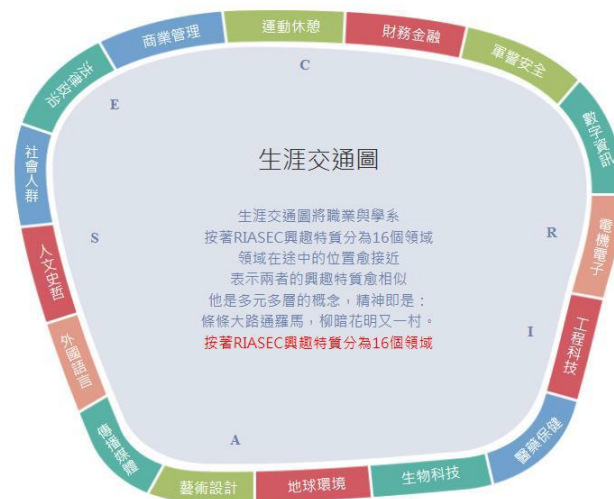 商業管理
運動休憩
財務金融
軍警安全
數字資訊
電機電子
工程科技
醫藥保健
生物科技
地球環境
藝術設計
傳播媒體
外國語言
人文史哲
社會人群
法律政治
C
E
S
R
I
A
生涯交通圖
生涯交通圖將職業與學系
按著RIASEC興趣特質分為16個領域
領域在途中的位置愈接近
表示兩者的興趣特質愈相似
他是多元多層的概念，精神即是：
條條大路通羅馬，柳暗花明又一村。
按著RIASEC興趣特質分為16個領域